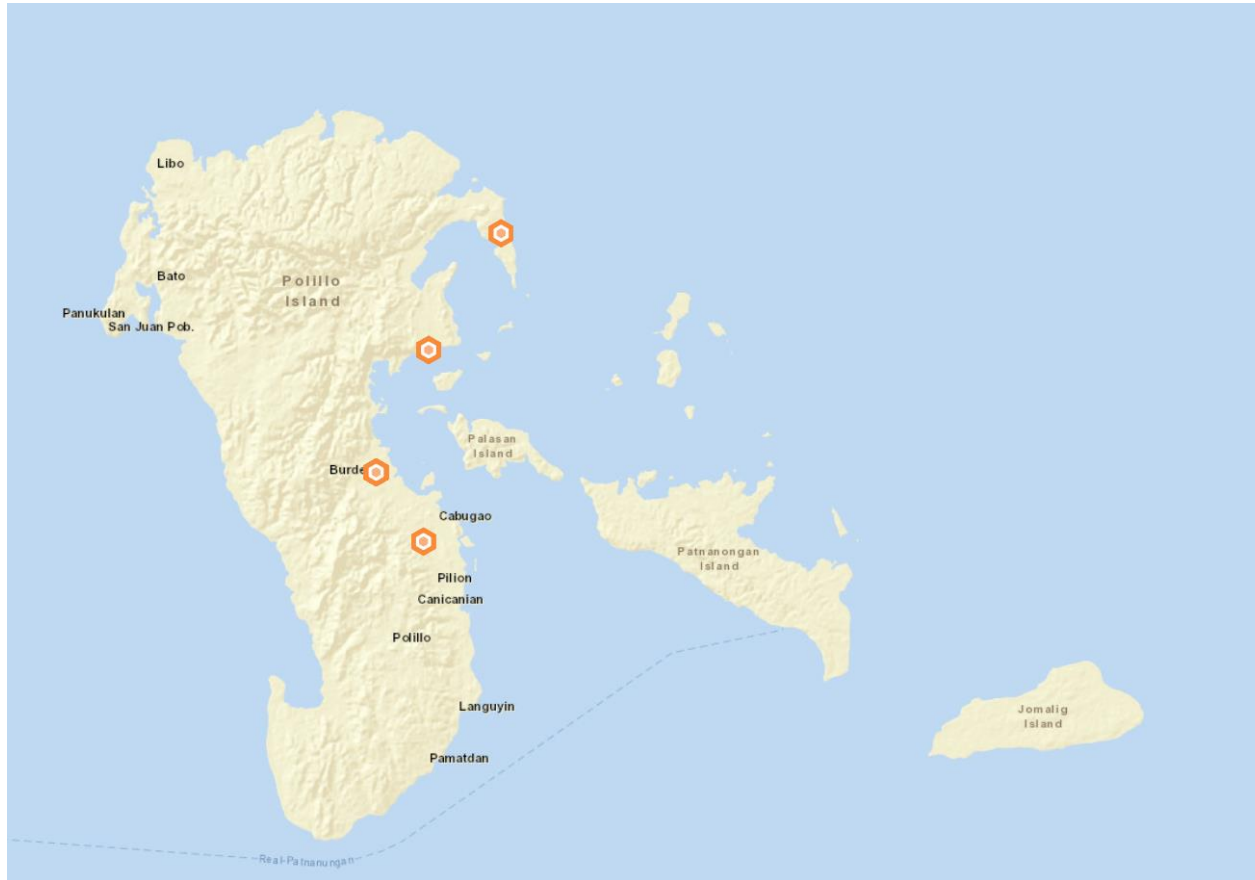 Libo
Bato
Polillo
Island
Panukulan
San Juan Pob.
Palasan
Island
Burde
Cabugao
Patnanongan
Island
Pilion
Canicanian
Polillo
Languyin
Jomalig
Island
Pamatdan
Real-Patnanungan